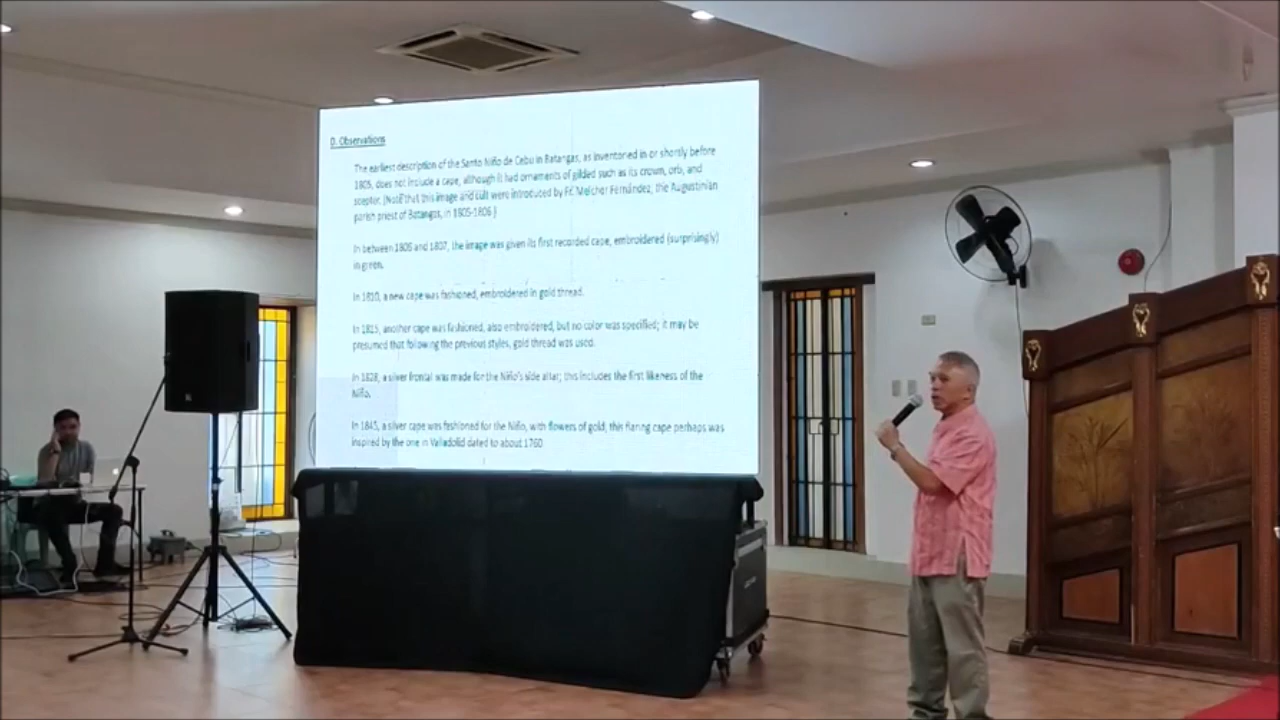 D. Observations
The earliest description of the Santo Niño de Cebu in Batangas, as inventoried in or shortly before
1805, does not include a cape, although it had ornaments of gilded such as its crown, orb, and
scepter. (Note that this image and cult were introduced by Fr. Melchor Fernández, the Augustinian
parish priest of Batangas, in 1805-1806.)
In between 1806 and 1807, the image was given its first recorded cape, embroidered (surprisingly)
in green.
In 1810, a new cape was fashioned, embroidered in gold thread.
In 1815, another cape was fashioned, also embroidered, but no color was specified; it may be
presumed that following the previous styles, gold thread was used.
In 1828, a silver frontal was made for the Niño's side altar; this includes the first likeness of the
Niño.
In 1845, a silver cape was fashioned for the Niño, with flowers of gold, this flaring cape perhaps was
inspired by the one in Valladolid dated to about 1760